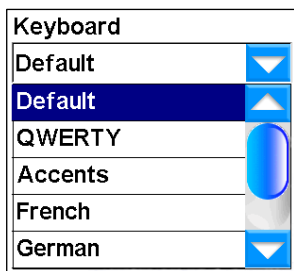 Keyboard
Default
Default
QWERTY
Accents
French
German